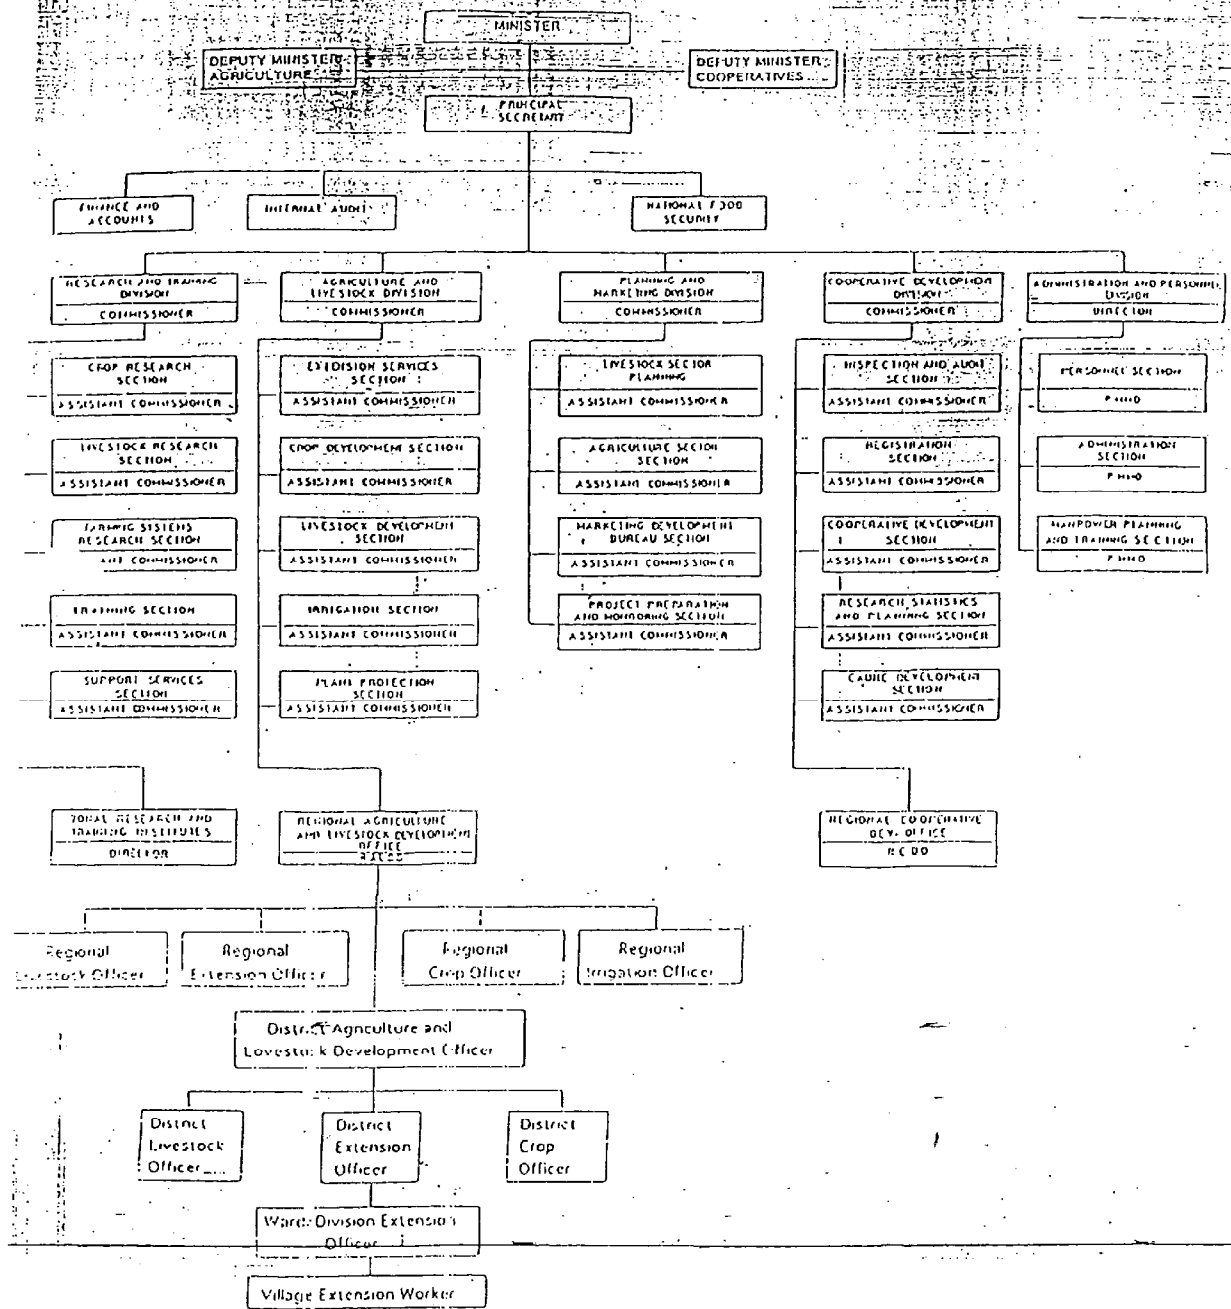 MINISTER
DEPUTY MINISTER
AGRICULTURE
DEPUTY MINISTER
COOPERATIVES
PRINCIPAL
SECRETARY
FINANCE AND
ACCOUNTS
INTERNAL AUDIT
NATIONAL FOOD
SECURITY
RESEARCH AND TRAINING
DIVISION
COMMISSIONER
AGRICULTURE AND
LIVESTOCK DIVISION
COMMISSIONER
PLANNING AND
MARKETING DIVISION
COMMISSIONER
COOPERATIVE DEVELOPMENT
DIVISION
COMMISSIONER
ADMINISTRATION AND PERSONNEL
DIVISION
DIRECTOR
CROP RESEARCH
SECTION
ASSISTANT COMMISSIONER
SERVICES
SECTION
ASSISTANT COMMISSIONER
LIVESTOCK SECTOR
PLANNING
ASSISTANT COMMISSIONER
INSPECTION AND AUDIT
SECTION
ASSISTANT COMMISSIONER
PERSONNEL SECTION
LIVESTOCK RESEARCH
SECTION
ASSISTANT COMMISSIONER
CROP DEVELOPMENT SECTION
ASSISTANT COMMISSIONER
AGRICULTURE SECTOR
SECTION
ASSISTANT COMMISSIONER
REGISTRATION
SECTION
ASSISTANT COMMISSIONER
ADMINISTRATION
SECTION
FARMING SYSTEMS
RESEARCH SECTION
ANT COMMISSIONER
LIVESTOCK DEVELOPMENT
SECTION
ASSISTANT COMMISSIONER
MARKETING DEVELOPMENT
BUREAU SECTION
ASSISTANT COMMISSIONER
COOPERATIVE DEVELOPMENT
SECTION
ASSISTANT COMMISSIONER
MANPOWER PLANNING
AND TRAINING SECTION
TRAINING SECTION
ASSISTANT COMMISSIONER
IRRIGATION SECTION
ASSISTANT COMMISSIONER
PROJECT PREPARATION
AND MONITORING SECTION
ASSISTANT COMMISSIONER
RESEARCH STATISTICS
AND PLANNING SECTION
ASSISTANT COMMISSIONER
SUPPORT SERVICES
SECTION
ASSISTANT COMMISSIONER
PLANT PROTECTION
SECTION
ASSISTANT COMMISSIONER
DEVELOPMENT
SECTION
ASSISTANT COMMISSIONER
ZONAL RESEARCH AND
TRAINING INSTITUTES
DIRECTOR
REGIONAL AGRICULTURE
AND LIVESTOCK DEVELOPMENT
OFFICE
REGIONAL COOPERATIVE
DEV. OFFICE
Regional
Livestock Officer
Regional
Extension Officer
Regional
Crop Officer
Regional
Irrigation Officer
District Agriculture and
Lovestock Development Officer
District
Livestock
Officer
District
Extension
Officer
District
Crop
Officer
Ward/Division Extension
Officer
Village Extension Worker